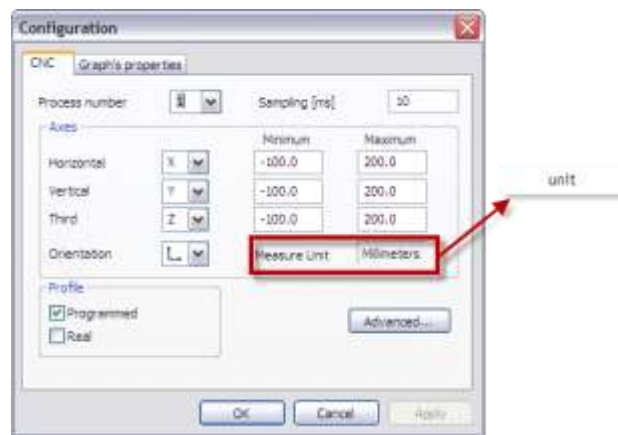 Configuration
CNC Graph's properties
Process number Sampling [ms] 10
Axes
Minimum Maximum
Horizontal X -100.0 200.0
Vertical Y -100.0 200.0
Third Z -100.0 200.0
Orientation Measure Unit Millimeters
unit
Profile
Programmed
Real
Advanced...
OK Cancel Apply